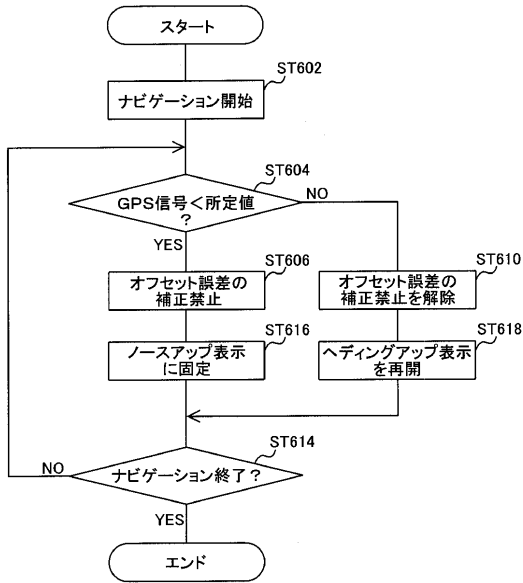 スタート
ST602
ナビゲーション開始
ST604
GPS信号＜所定値
？
NO
YES
ST606
オフセット誤差の
補正禁止
ST610
オフセット誤差の
補正禁止を解除
ST616
ノースアップ表示
に固定
ST618
ヘディングアップ表示
を再開
ST614
ナビゲーション終了？
NO
YES
エンド